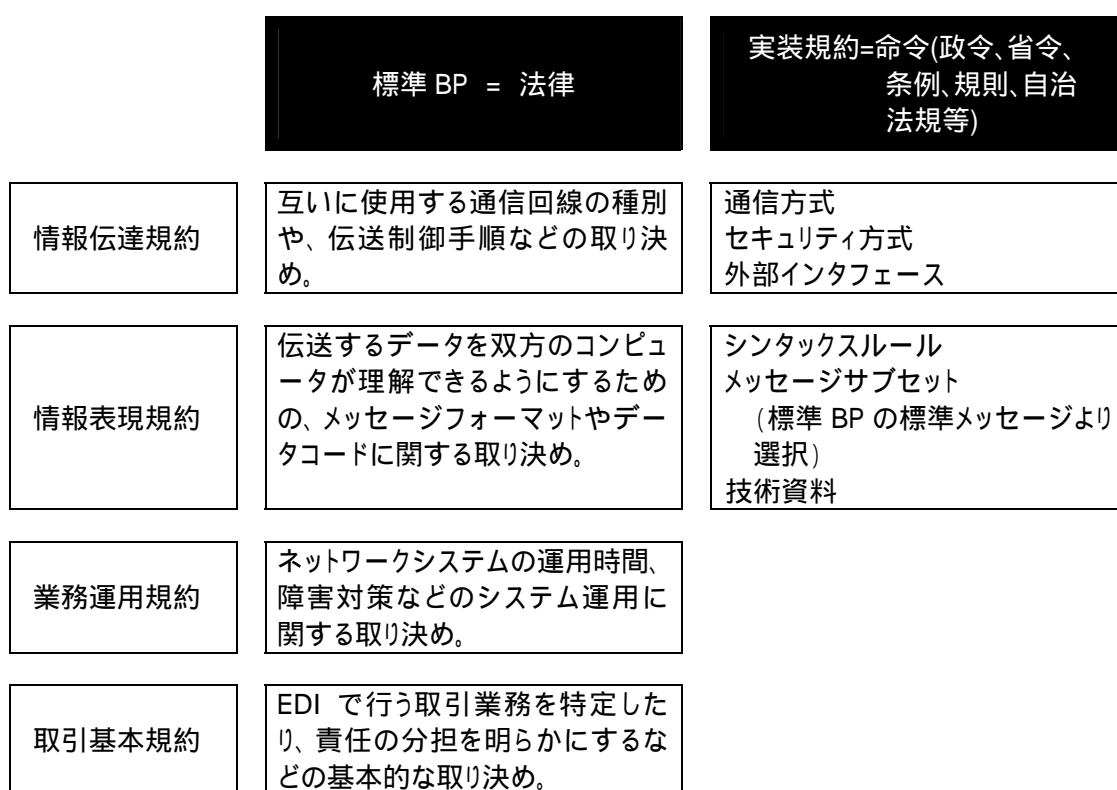 標準 BP = 法律
実装規約=命令(政令、省令、
条例、規則、自治
法規等)
情報伝達規約
互いに使用する通信回線の種別
や、伝送制御手順などの取り決
め。
通信方式
セキュリティ方式
外部インタフェース
情報表現規約
伝送するデータを双方のコンピュ
ータが理解できるようにするため
の、メッセージフォーマットやデー
タコードに関する取り決め。
シンタックスルール
メッセージサブセット
(標準 BP の標準メッセージより
選択)
技術資料
業務運用規約
ネットワークシステムの運用時間、
障害対策などのシステム運用に
関する取り決め。
取引基本規約
EDI で行う取引業務を特定した
り、責任の分担を明らかにするな
どの基本的な取り決め。